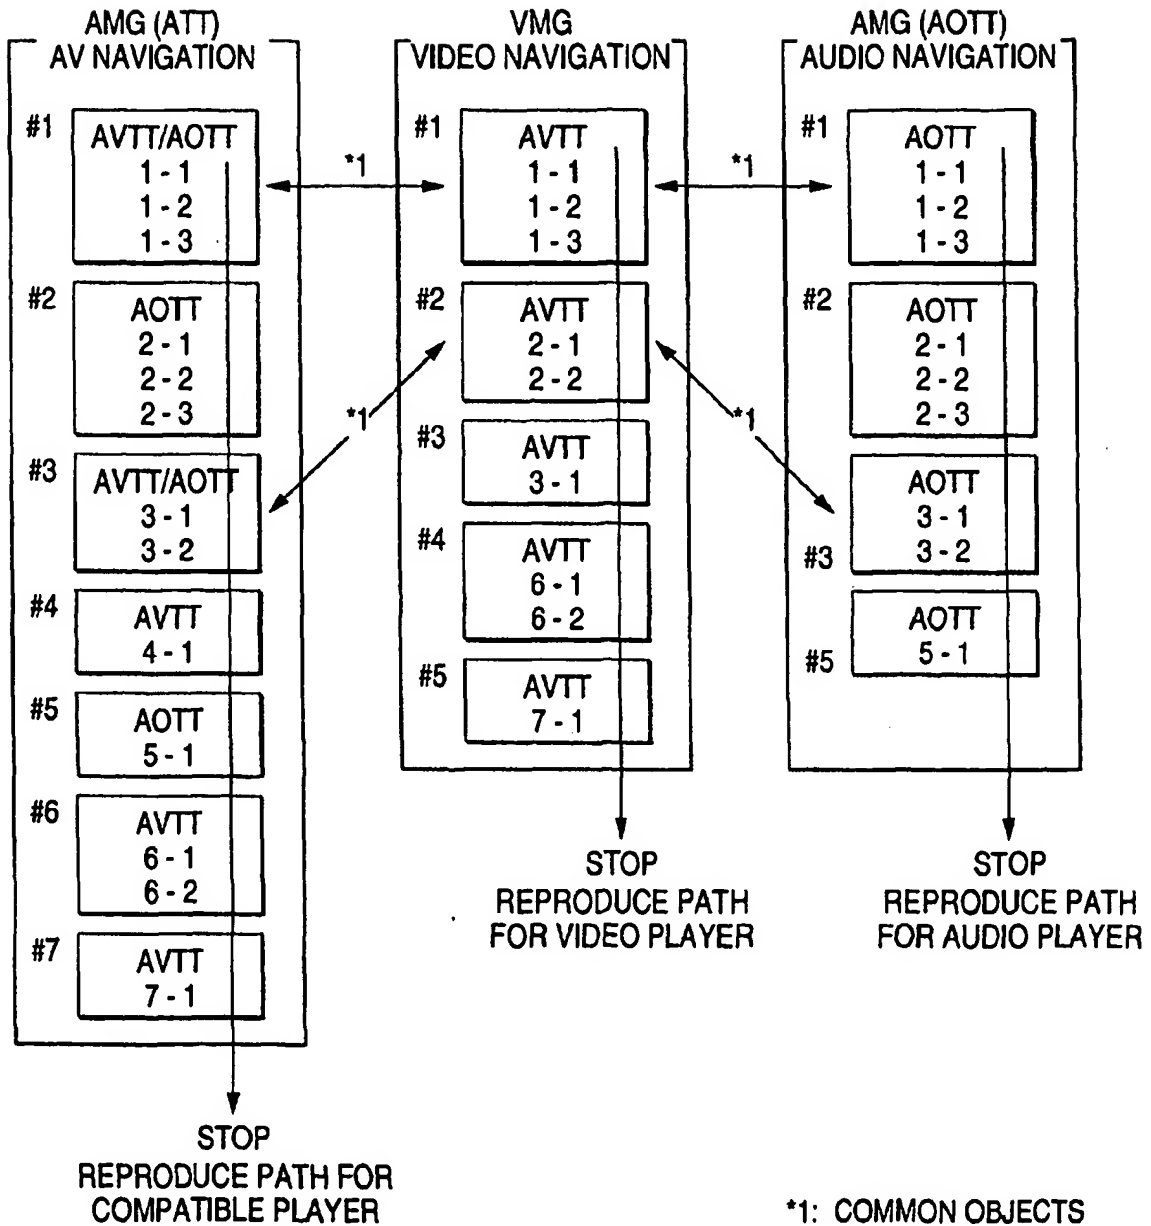 AMG (ATT)
AV NAVIGATION
#1
AVTT/AOTT
1 - 1
1 - 2
1 - 3
#2
AOTT
2 - 1
2 - 2
2 - 3
#3
AVTT/AOTT
3 - 1
3 - 2
#4
AVTT
4 - 1
#5
AOTT
5 - 1
#6
AVTT
6 - 1
6 - 2
#7
AVTT
7 - 1
STOP
REPRODUCE PATH FOR
COMPATIBLE PLAYER
*1
*1
VMG
VIDEO NAVIGATION
#1
AVTT
1 - 1
1 - 2
1 - 3
#2
AVTT
2 - 1
2 - 2
#3
AVTT
3 - 1
#4
AVTT
6 - 1
6 - 2
#5
AVTT
7 - 1
STOP
REPRODUCE PATH
FOR VIDEO PLAYER
*1
*1
AMG (AOTT)
AUDIO NAVIGATION
#1
AOTT
1 - 1
1 - 2
1 - 3
#2
AOTT
2 - 1
2 - 2
2 - 3
AOTT
3 - 1
3 - 2
#3
AOTT
5 - 1
#5
STOP
REPRODUCE PATH
FOR AUDIO PLAYER
*1: COMMON OBJECTS